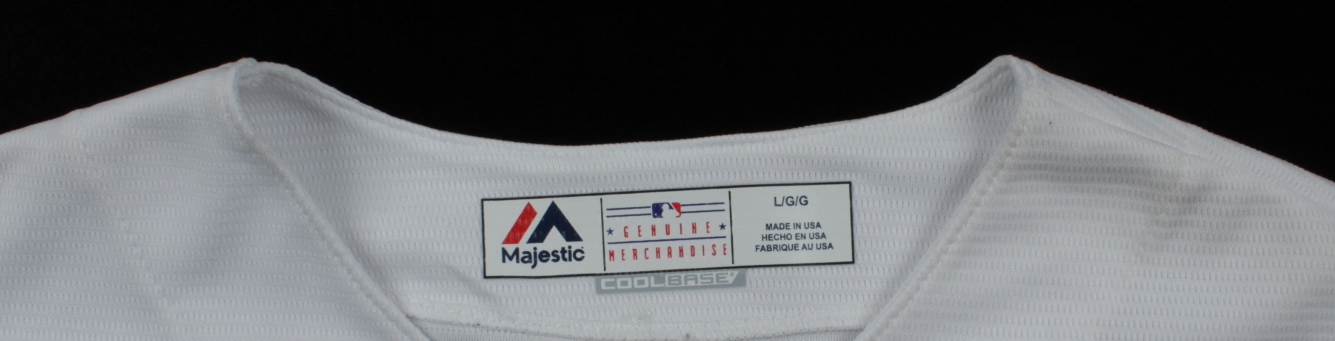 Majestic
GENUINE
MERCHANDISE
L/G/G
MADE IN USA
HECHO EN USA
FABRIQUE AU USA
COOLBASE